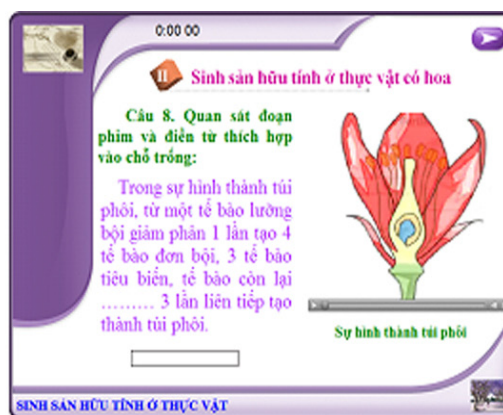 0:00 00
II Sinh sản hữu tính ở thực vật có hoa
Câu 8. Quan sát đoạn
phim và điền từ thích hợp
vào chỗ trống:
Trong sự hình thành túi
phôi, từ một tế bào lưỡng
bội giảm phân 1 lần tạo 4
tế bào đơn bội, 3 tế bào
tiêu biến, tế bào còn lại
......... 3 lần liên tiếp tạo
thành túi phôi.
Sự hình thành túi phôi
SINH SẢN HỮU TÍNH Ở THỰC VẬT